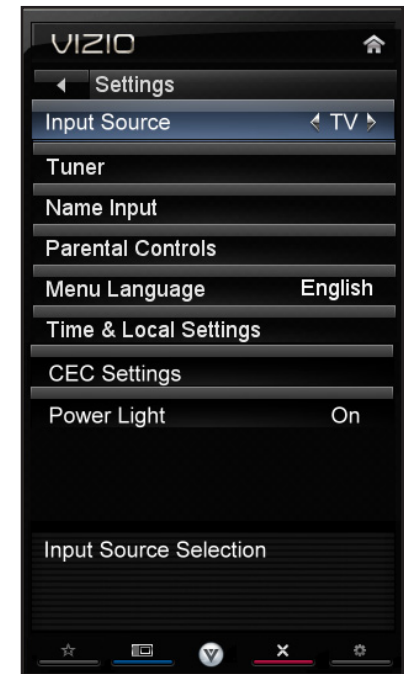 VIZIO
Settings
Input Source TV
Tuner
Name Input
Parental Controls
Menu Language English
Time & Local Settings
CEC Settings
Power Light On
Input Source Selection
V